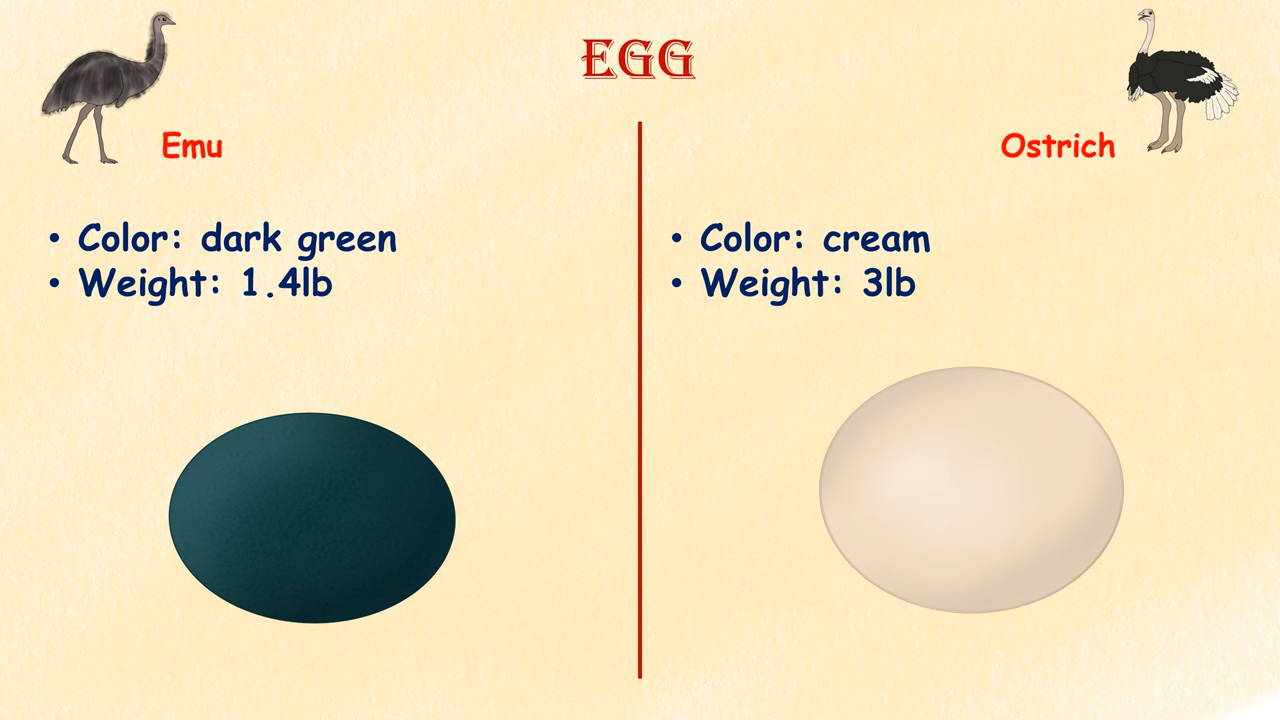 EGG
Emu
Ostrich
• Color: dark green
• Weight: 1.4lb
• Color: cream
• Weight: 3lb